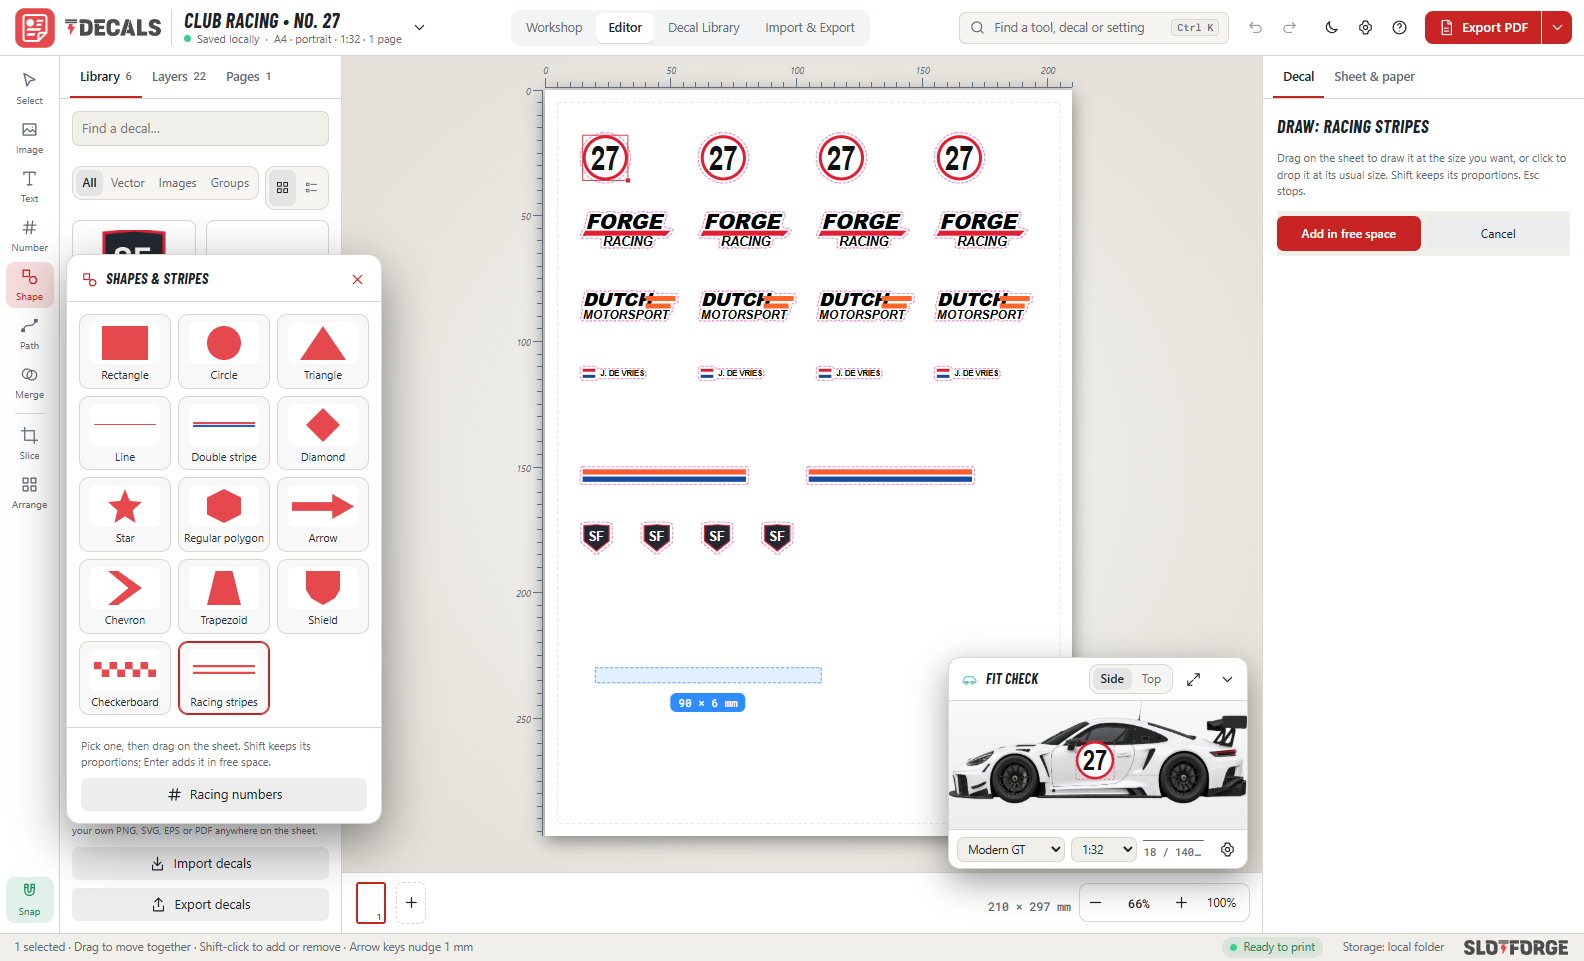 DECALS
CLUB RACING • NO. 27
Saved locally · A4 · portrait · 1:32 · 1 page
Workshop
Editor
Decal Library
Import & Export
Find a tool, decal or setting
Ctrl K
Export PDF
Select
Image
Text
Number
Shape
Path
Merge
Slice
Arrange
Snap
Library 6
Layers 22
Pages 1
Find a decal...
All
Vector
Images
Groups
SF
SHAPES & STRIPES
Rectangle
Circle
Triangle
Line
Double stripe
Diamond
Star
Regular polygon
Arrow
Chevron
Trapezoid
Shield
Checkerboard
Racing stripes
Pick one, then drag on the sheet. Shift keeps its
proportions; Enter adds it in free space.
# Racing numbers
your own PNG, SVG, EPS or PDF anywhere on the sheet.
Import decals
Export decals
0 50 100 150 200
0
50
100
150
200
250
27 27 27 27
FORGE FORGE FORGE FORGE
RACING RACING RACING RACING
DUTCH DUTCH DUTCH DUTCH
MOTORSPORT MOTORSPORT MOTORSPORT MOTORSPORT
J. DE VRIES J. DE VRIES J. DE VRIES J. DE VRIES
SF SF SF SF
90 × 6 mm
FIT CHECK
Side
Top
27
Modern GT
1:32
18 / 140…
1
210 × 297 mm
66%
100%
Decal
Sheet & paper
DRAW: RACING STRIPES
Drag on the sheet to draw it at the size you want, or click to
drop it at its usual size. Shift keeps its proportions. Esc
stops.
Add in free space
Cancel
1 selected · Drag to move together · Shift-click to add or remove · Arrow keys nudge 1 mm
Ready to print
Storage: local folder
SLOTFORGE